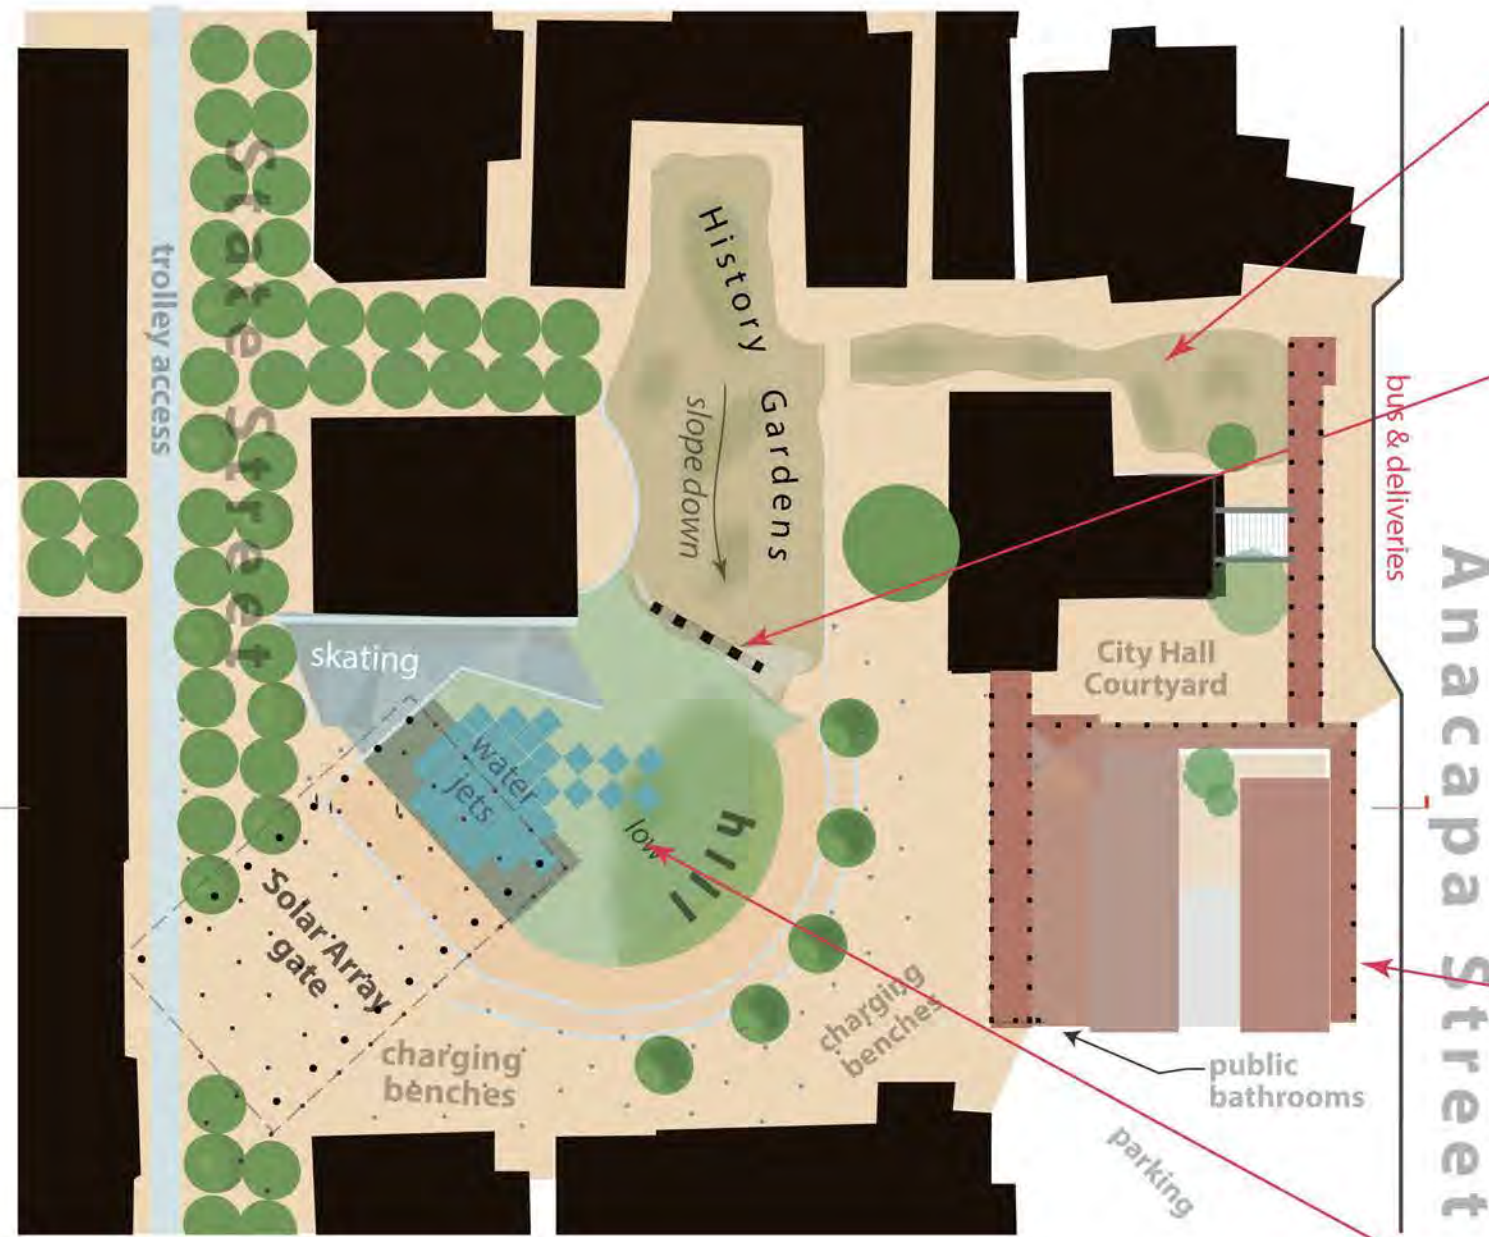 State Street
trolley access
History
Gardens
slope down
bus & deliveries
Anacapa Street
skating
City Hall
Courtyard
water
jets
low
hill
Solar Array
gate
charging
benches
charging
benches
public
bathrooms
parking